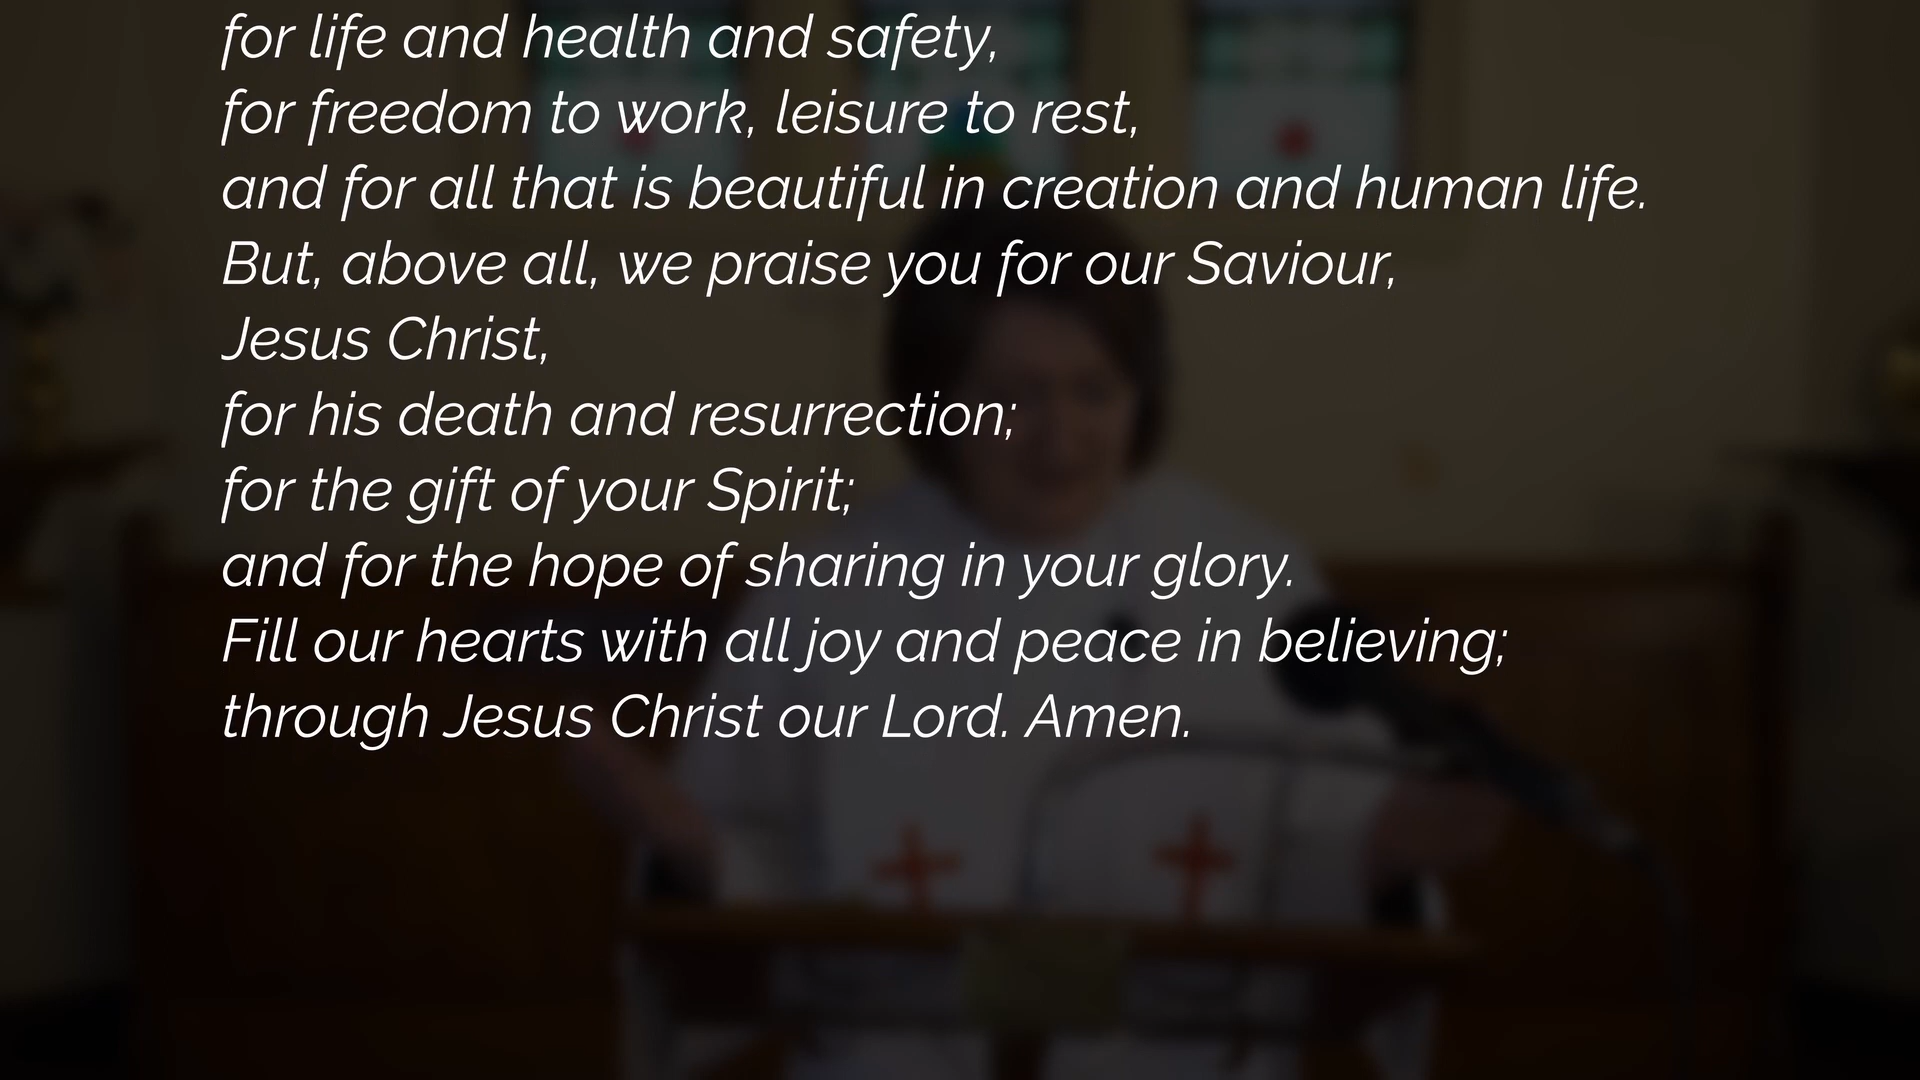 for life and health and safety,
for freedom to work, leisure to rest,
and for all that is beautiful in creation and human life.
But, above all, we praise you for our Saviour,
Jesus Christ,
for his death and resurrection;
for the gift of your Spirit;
and for the hope of sharing in your glory.
Fill our hearts with all joy and peace in believing;
through Jesus Christ our Lord. Amen.